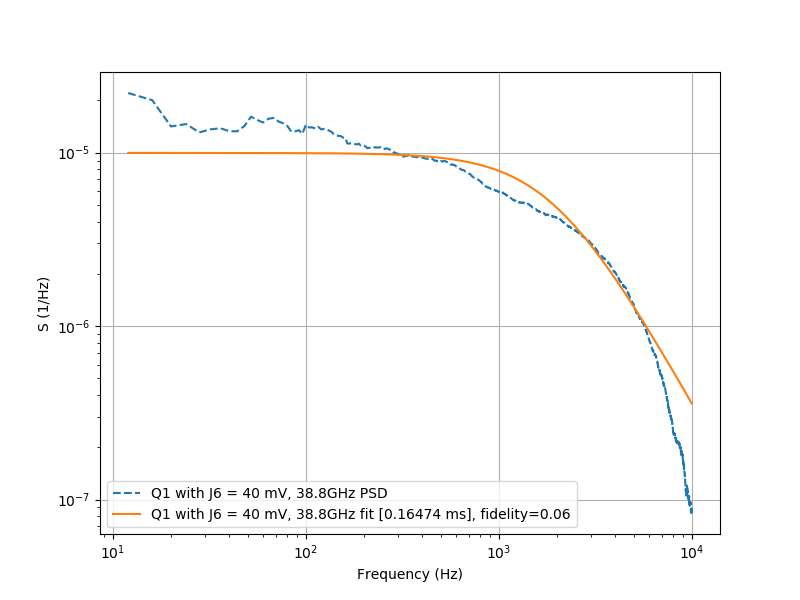 S (1/Hz)
10⁻⁵
10⁻⁶
10⁻⁷
Q1 with J6 = 40 mV, 38.8GHz PSD
Q1 with J6 = 40 mV, 38.8GHz fit [0.16474 ms], fidelity=0.06
10¹ 10² 10³ 10⁴
Frequency (Hz)